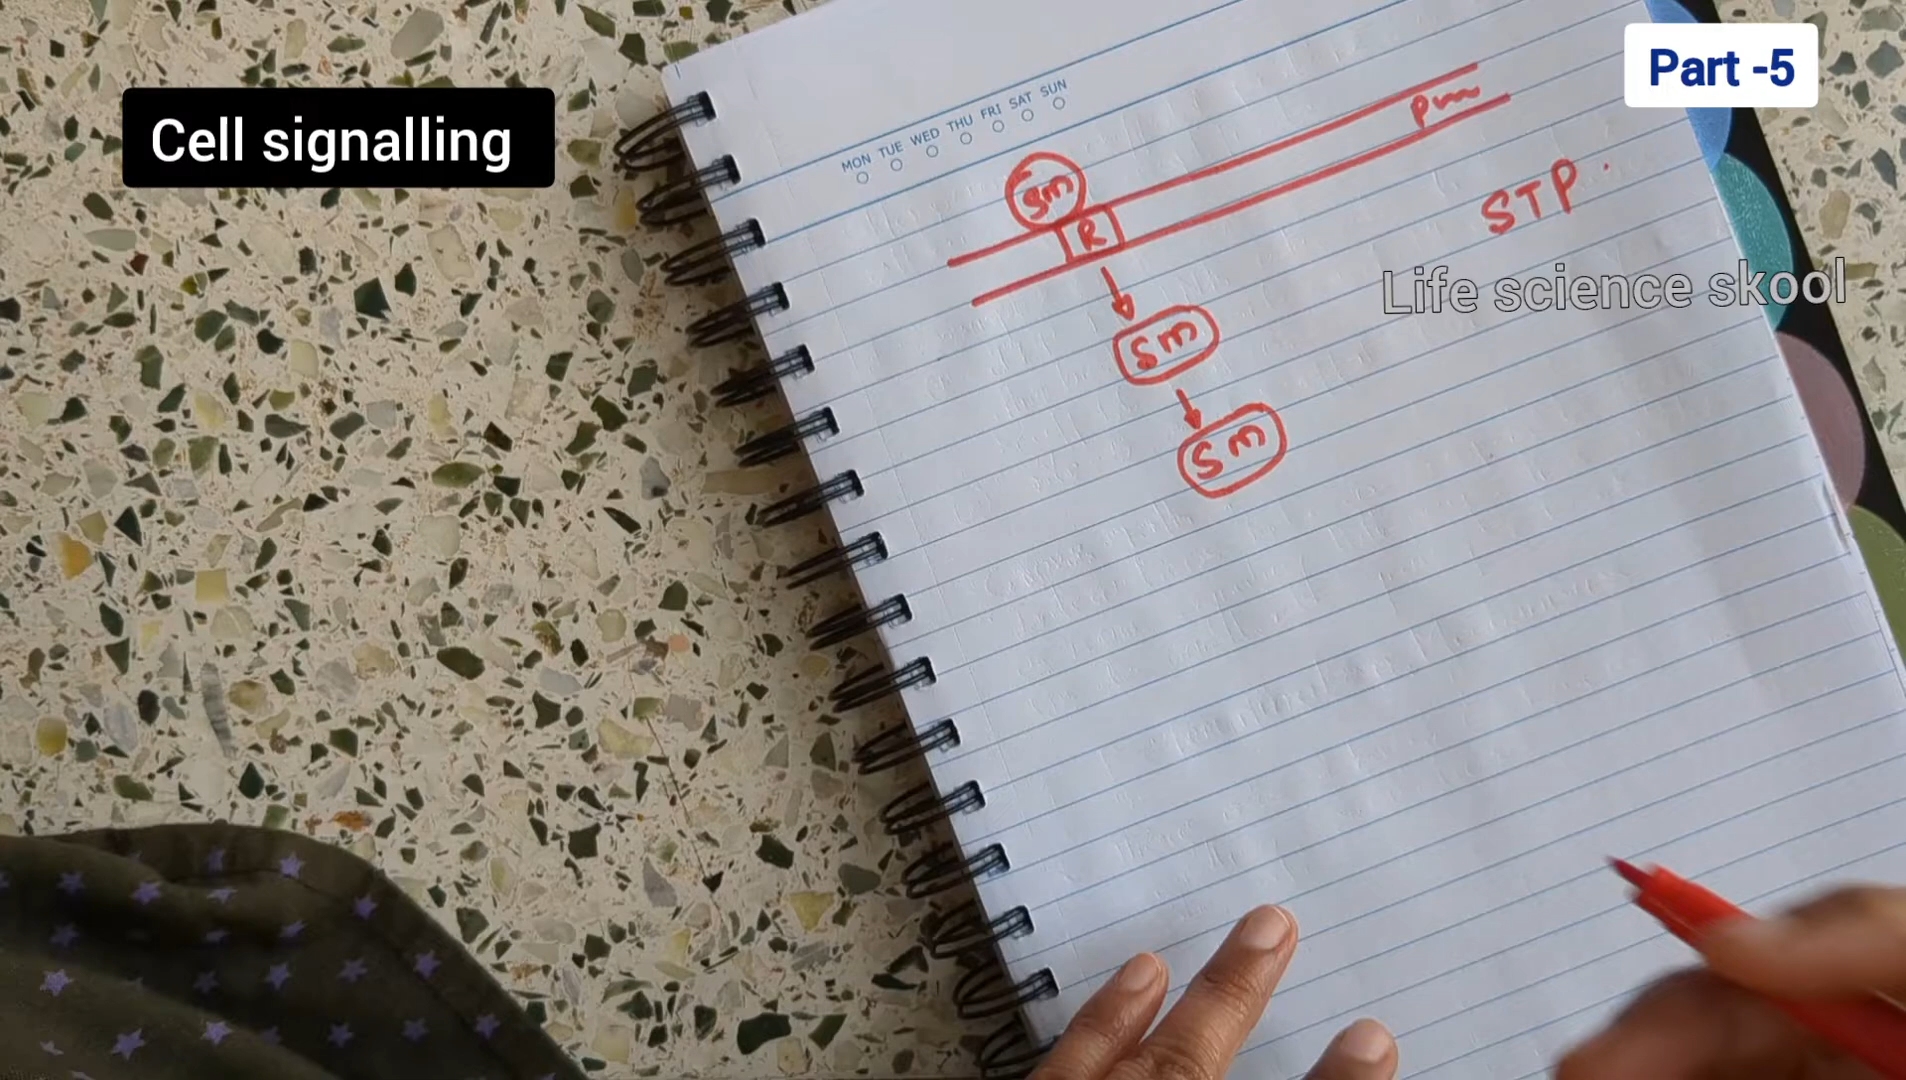 Part -5
Cell signalling
MON TUE WED THU FRI SAT SUN
pm
Sm
R
STP.
Life science skool
Sm
Sm